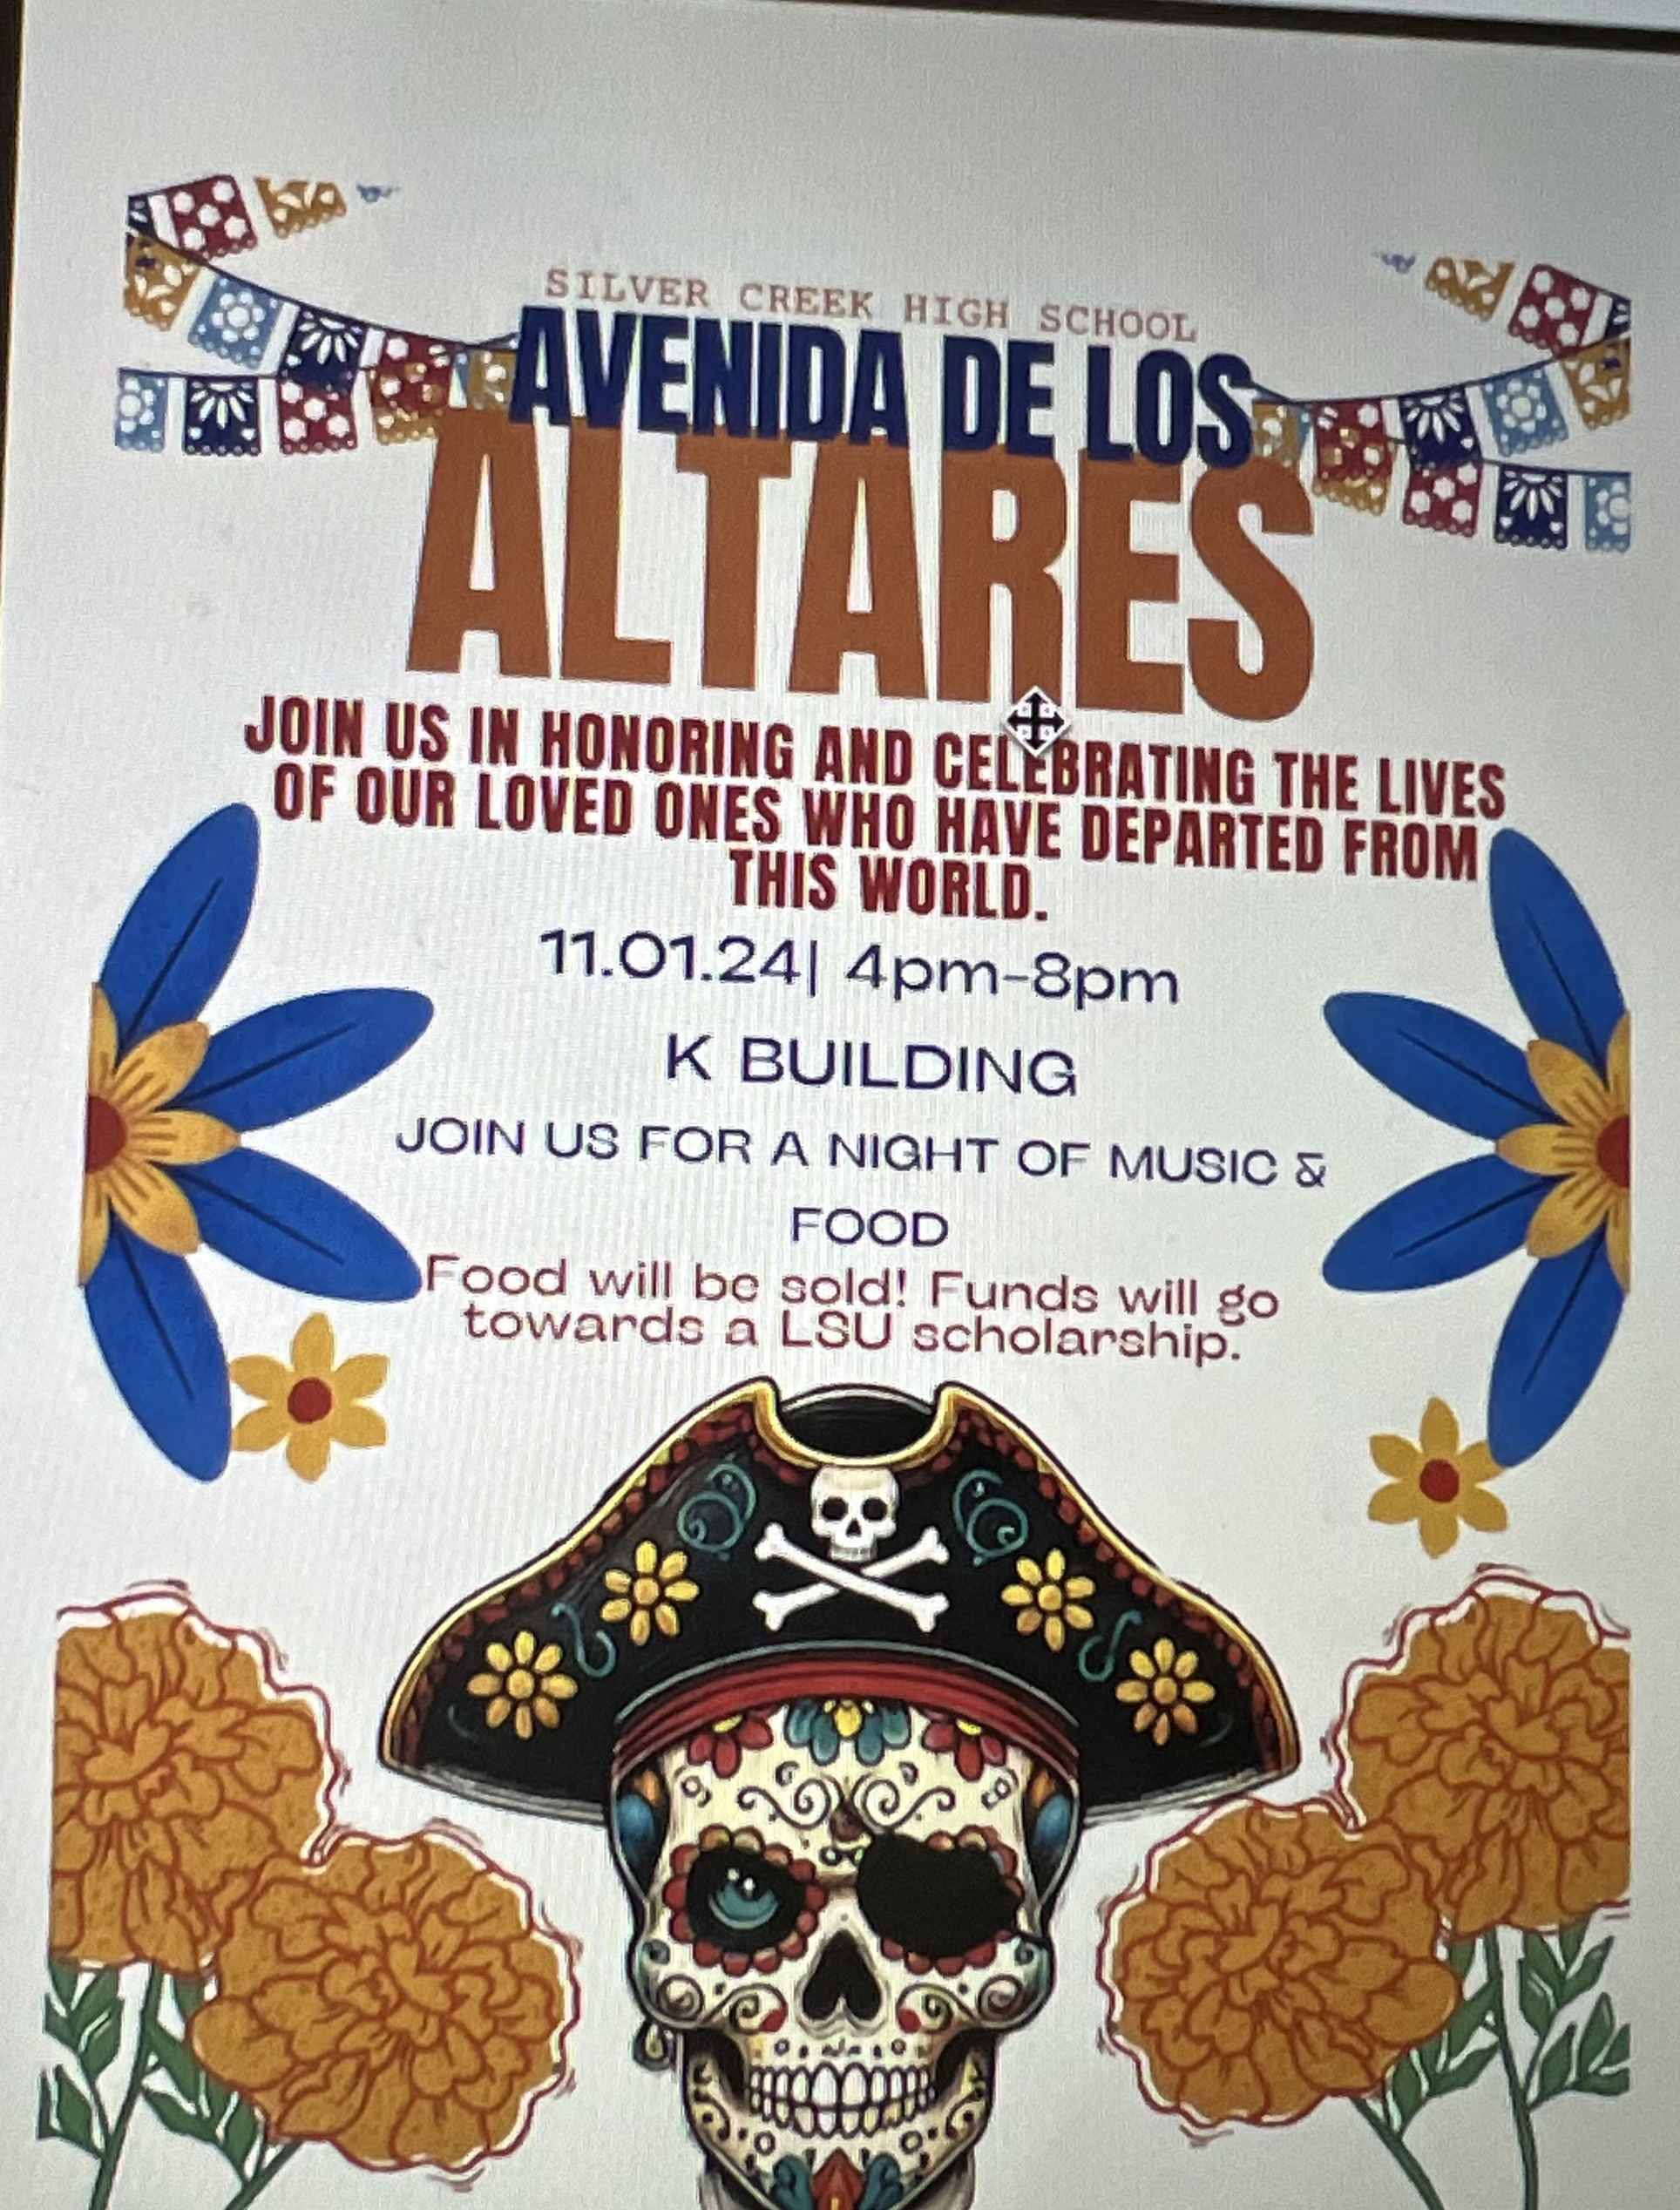 SILVER CREEK HIGH SCHOOL
AVENIDA DE LOS
ALTARES
JOIN US IN HONORING AND CELEBRATING THE LIVES
OF OUR LOVED ONES WHO HAVE DEPARTED FROM
THIS WORLD.
11.01.24| 4pm-8pm
K BUILDING
JOIN US FOR A NIGHT OF MUSIC &
FOOD
Food will be sold! Funds will go
towards a LSU scholarship.